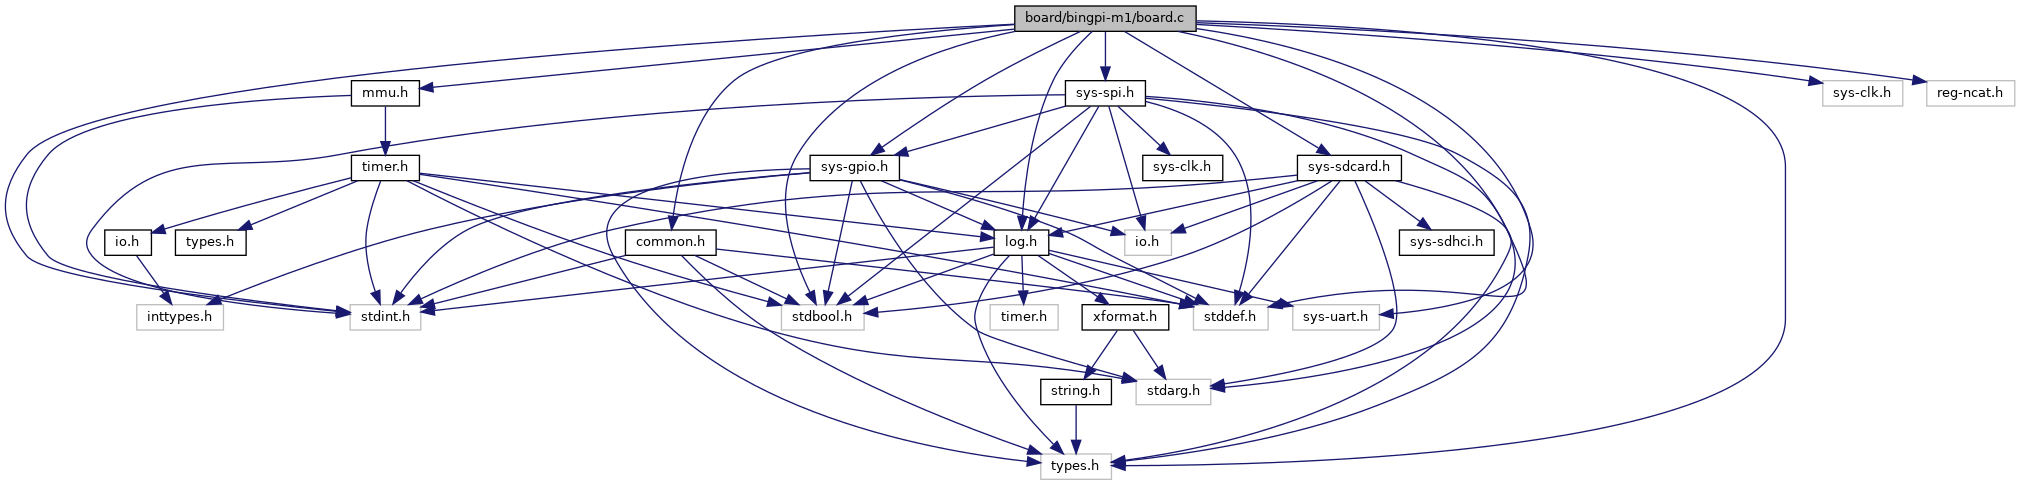 board/bingpi-m1/board.c
mmu.h
sys-spi.h
sys-clk.h
reg-ncat.h
timer.h
sys-gpio.h
sys-clk.h
sys-sdcard.h
io.h
types.h
common.h
log.h
io.h
sys-sdhci.h
inttypes.h
stdint.h
stdbool.h
timer.h
xformat.h
stddef.h
sys-uart.h
string.h
stdarg.h
types.h